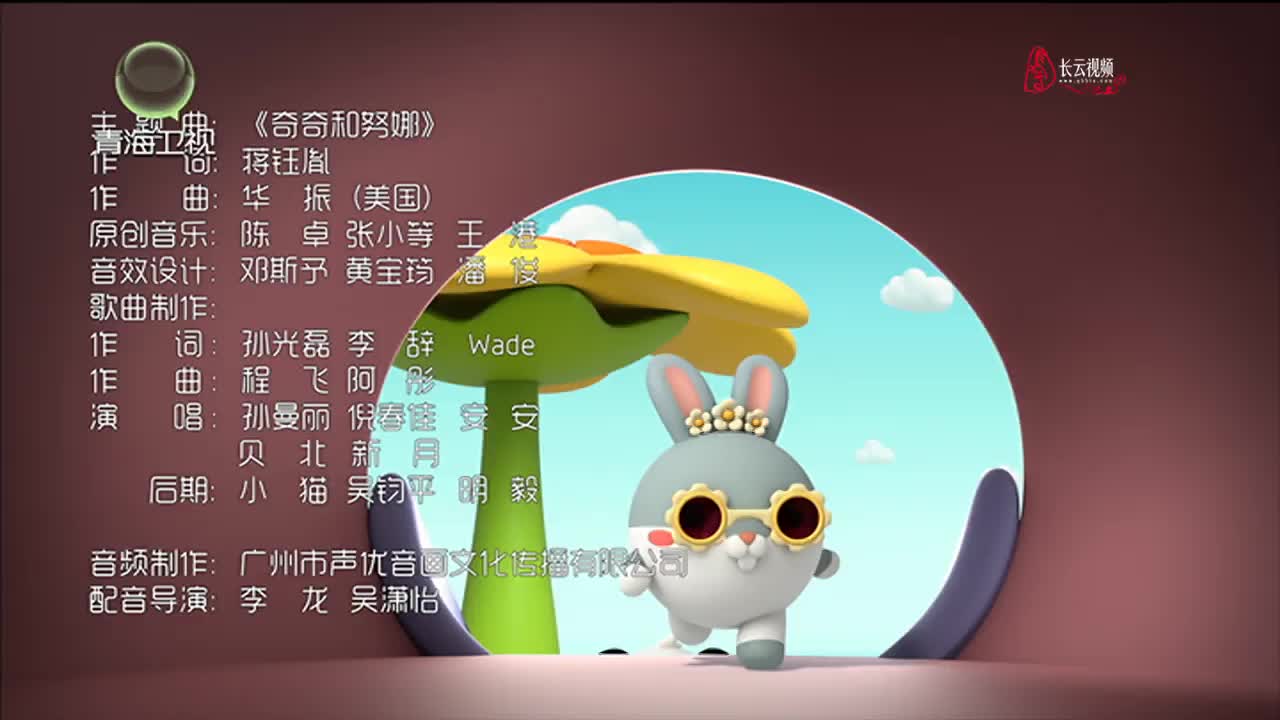 长云视频
主 题 曲: 《奇奇和努娜》
青海卫视
作 词: 蒋钰胤
作 曲: 华 振 (美国)
原创音乐: 陈 卓 张小等 王 港
音效设计: 邓斯予 黄宝筠 潘 俊
歌曲制作:
作 词: 孙光磊 李 辞 Wade
作 曲: 程 飞 阿 彤
演 唱: 孙曼丽 倪春佳 安 安
贝 北 新 月
后期: 小 猫 吴钧平 明 毅
音频制作: 广州市声优音画文化传播有限公司
配音导演: 李 龙 吴潇怡